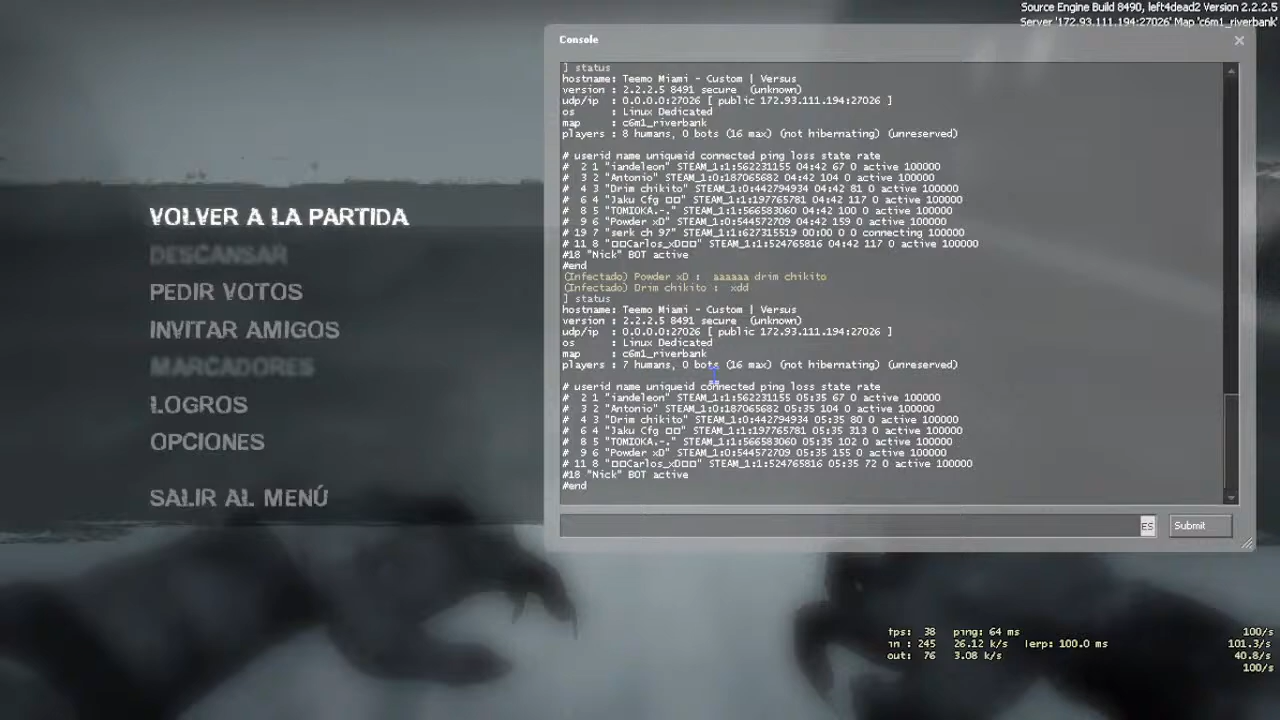 Source Engine Build 8490, left4dead2 Version 2.2.2.5
Server '172.93.111.194:27026' Map 'c6m1_riverbank'
Console
] status
hostname: Teemo Miami - Custom | Versus
version : 2.2.2.5 8491 secure (unknown)
udp/ip : 0.0.0.0:27026 [ public 172.93.111.194:27026 ]
os : Linux Dedicated
map : c6m1_riverbank
players : 8 humans, 0 bots (16 max) (not hibernating) (unreserved)
# userid name uniqueid connected ping loss state rate
# 2 1 "iandeleon" STEAM_1:1:562231155 04:42 67 0 active 100000
# 3 2 "Antonio" STEAM_1:0:187065682 04:42 104 0 active 100000
# 4 3 "Drim chikito" STEAM_1:0:442794934 04:42 81 0 active 100000
# 6 4 "Jaku Cfg □□" STEAM_1:1:197765781 04:42 117 0 active 100000
# 8 5 "TOMIOKA.-." STEAM_1:1:566583060 04:42 100 0 active 100000
# 9 6 "Powder xD" STEAM_1:0:544572709 04:42 159 0 active 100000
# 19 7 "serk ch 97" STEAM_1:1:627315519 00:00 0 0 connecting 100000
# 11 8 "□□Carlos_xD□□" STEAM_1:1:524765816 04:42 117 0 active 100000
#18 "Nick" BOT active
#end
(Infectado) Powder xD : aaaaaa drim chikito
(Infectado) Drim chikito : xdd
] status
hostname: Teemo Miami - Custom | Versus
version : 2.2.2.5 8491 secure (unknown)
udp/ip : 0.0.0.0:27026 [ public 172.93.111.194:27026 ]
os : Linux Dedicated
map : c6m1_riverbank
players : 7 humans, 0 bots (16 max) (not hibernating) (unreserved)
# userid name uniqueid connected ping loss state rate
# 2 1 "iandeleon" STEAM_1:1:562231155 05:35 67 0 active 100000
# 3 2 "Antonio" STEAM_1:0:187065682 05:35 104 0 active 100000
# 4 3 "Drim chikito" STEAM_1:0:442794934 05:35 80 0 active 100000
# 6 4 "Jaku Cfg □□" STEAM_1:1:197765781 05:35 313 0 active 100000
# 8 5 "TOMIOKA.-." STEAM_1:1:566583060 05:35 102 0 active 100000
# 9 6 "Powder xD" STEAM_1:0:544572709 05:35 155 0 active 100000
# 11 8 "□□Carlos_xD□□" STEAM_1:1:524765816 05:35 72 0 active 100000
#18 "Nick" BOT active
#end
ES
Submit
VOLVER A LA PARTIDA
DESCANSAR
PEDIR VOTOS
INVITAR AMIGOS
MARCADORES
LOGROS
OPCIONES
SALIR AL MENÚ
fps: 38 ping: 64 ms 100/s
in : 245 26.12 k/s lerp: 100.0 ms 101.3/s
out: 76 3.08 k/s 40.8/s
100/s